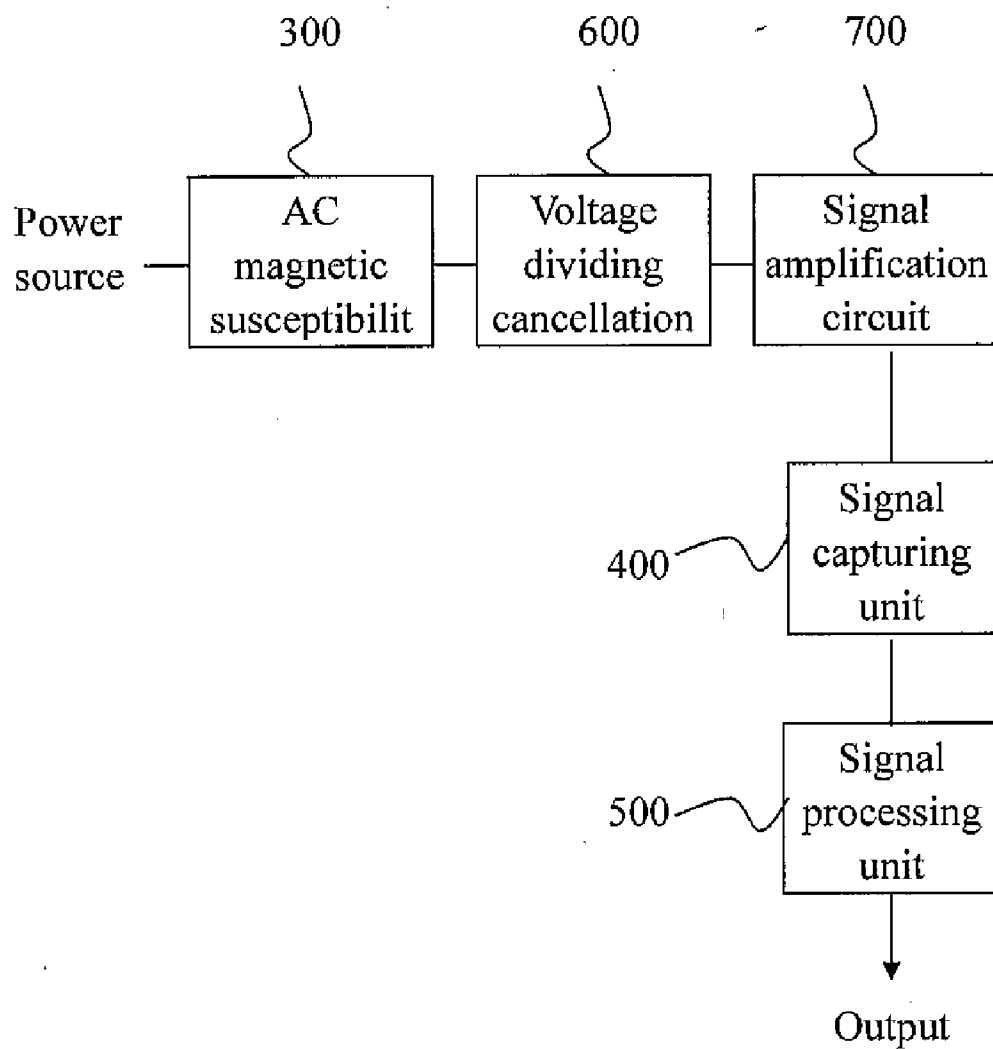 300
600
700
Power
source
AC
magnetic
susceptibilit
Voltage
dividing
cancellation
Signal
amplification
circuit
400
Signal
capturing
unit
500
Signal
processing
unit
Output